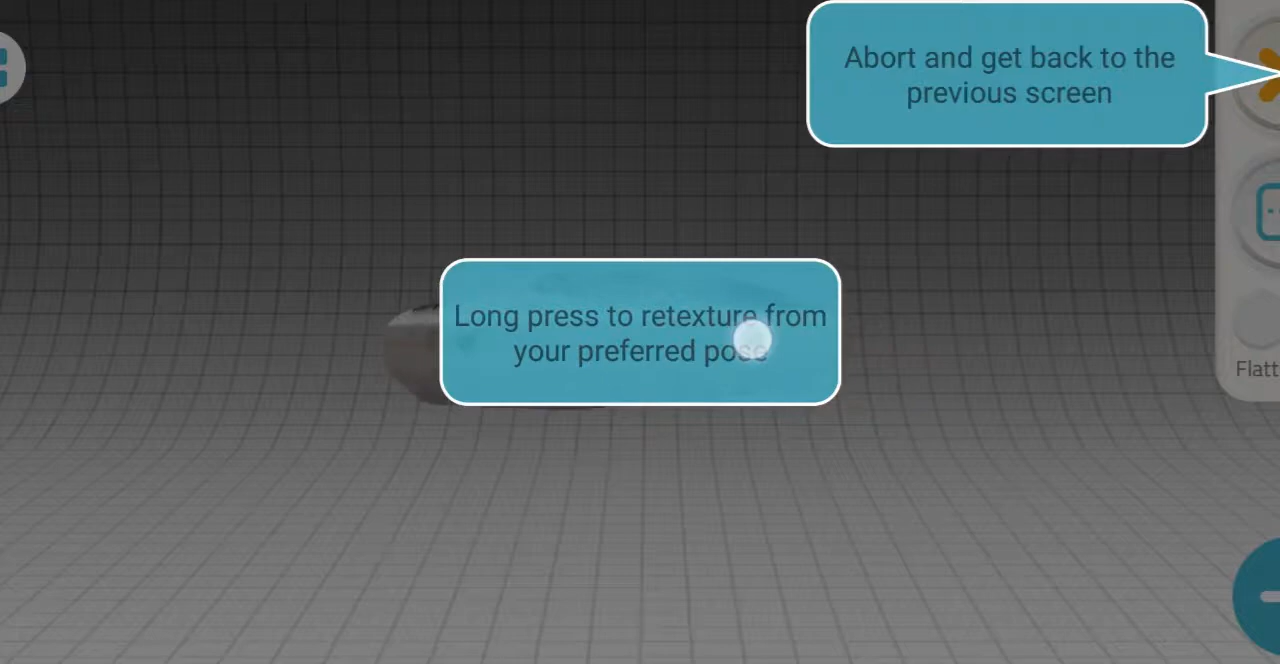 Abort and get back to the
previous screen
Long press to retexture from
your preferred pose
Flatt